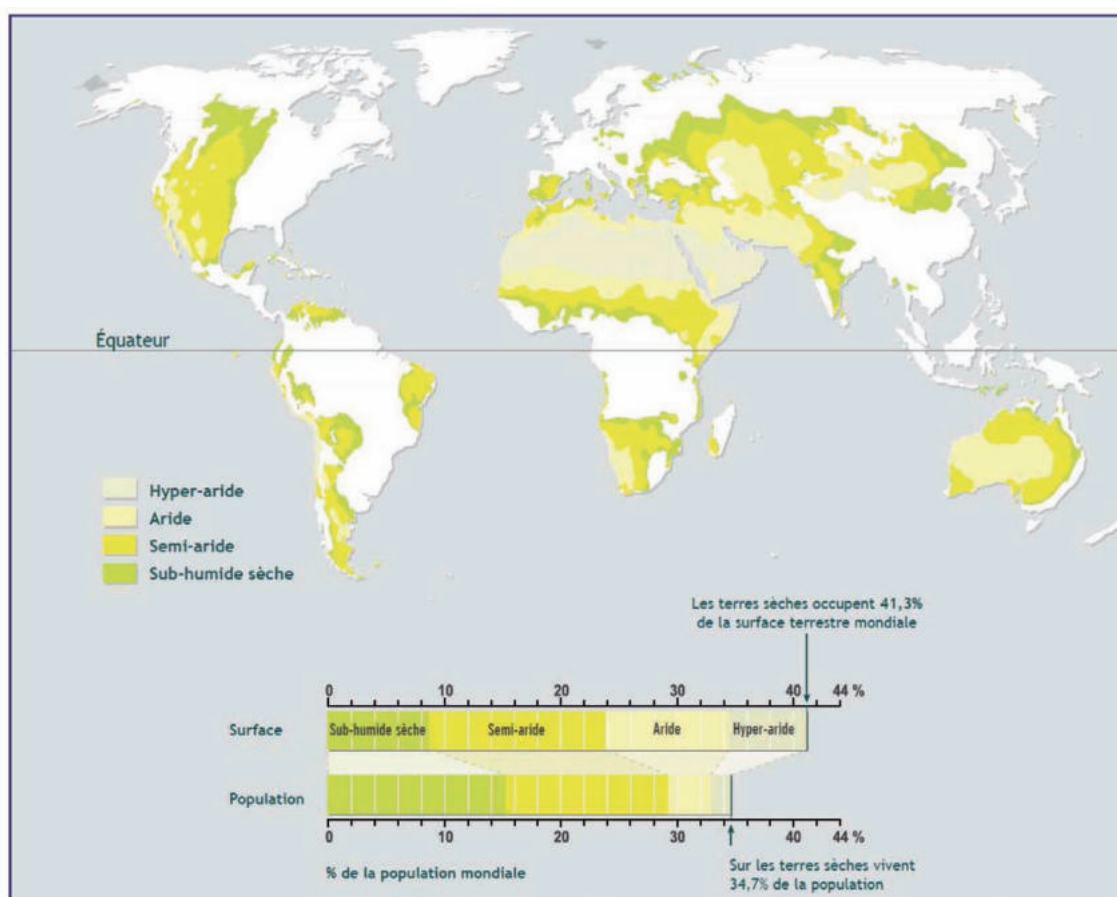 Équateur
Hyper-aride
Aride
Semi-aride
Sub-humide sèche
Les terres sèches occupent 41,3%
de la surface terrestre mondiale
0 10 20 30 40 44 %
Surface
Sub-humide sèche Semi-aride Aride Hyper-aride
Population
0 10 20 30 40 44 %
% de la population mondiale
Sur les terres sèches vivent
34,7% de la population